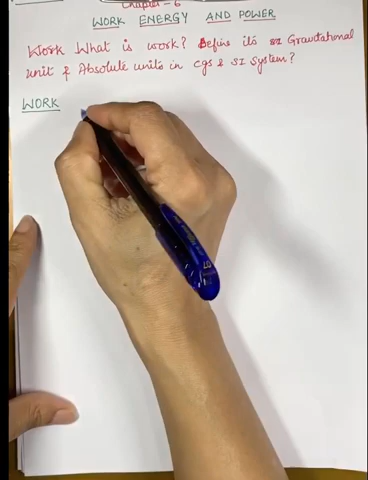 Chapter - 6
WORK ENERGY AND POWER
Work What is work? Define its SI Gravitational
unit & Absolute units in cgs & SI System?
WORK